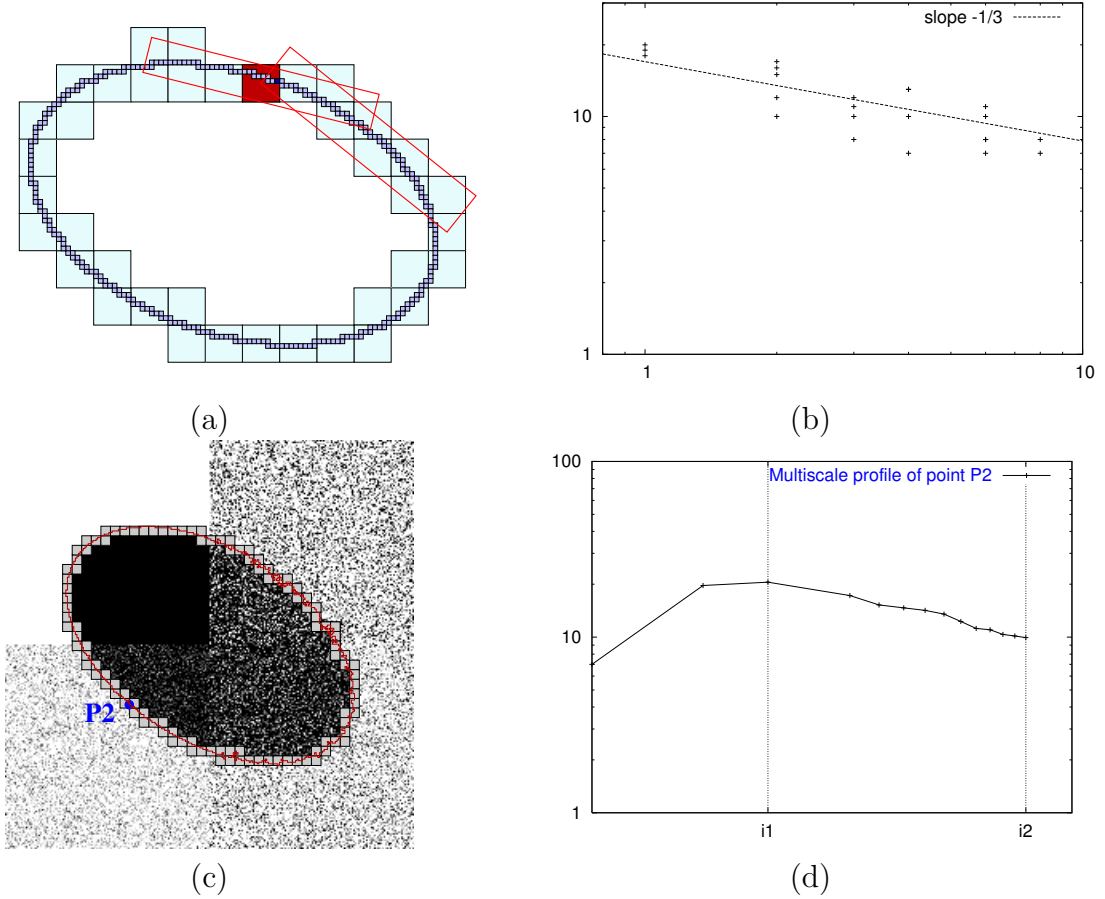 slope -1/3
10
1
1
10
(a)
(b)
P2
(c)
Multiscale profile of point P2
100
10
1
i1
i2
(d)